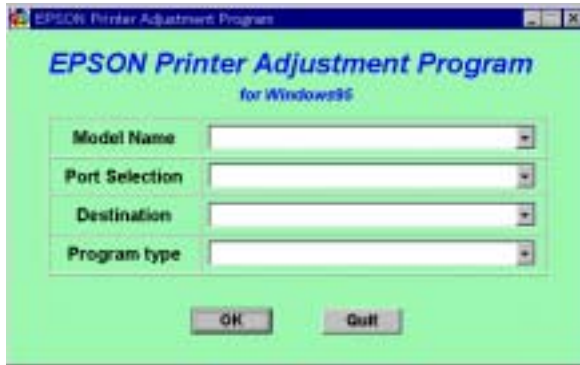 EPSON Printer Adjustment Program
EPSON Printer Adjustment Program
for Windows95
Model Name
Port Selection
Destination
Program type
OK
Quit